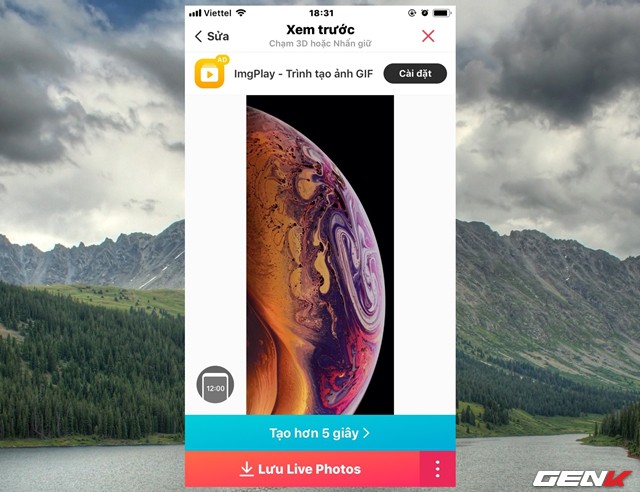 Viettel 18:31
Sửa Xem trước
Chạm 3D hoặc Nhấn giữ
AD
ImgPlay - Trình tạo ảnh GIF Cài đặt
12:00
Tạo hơn 5 giây
Lưu Live Photos
GENK